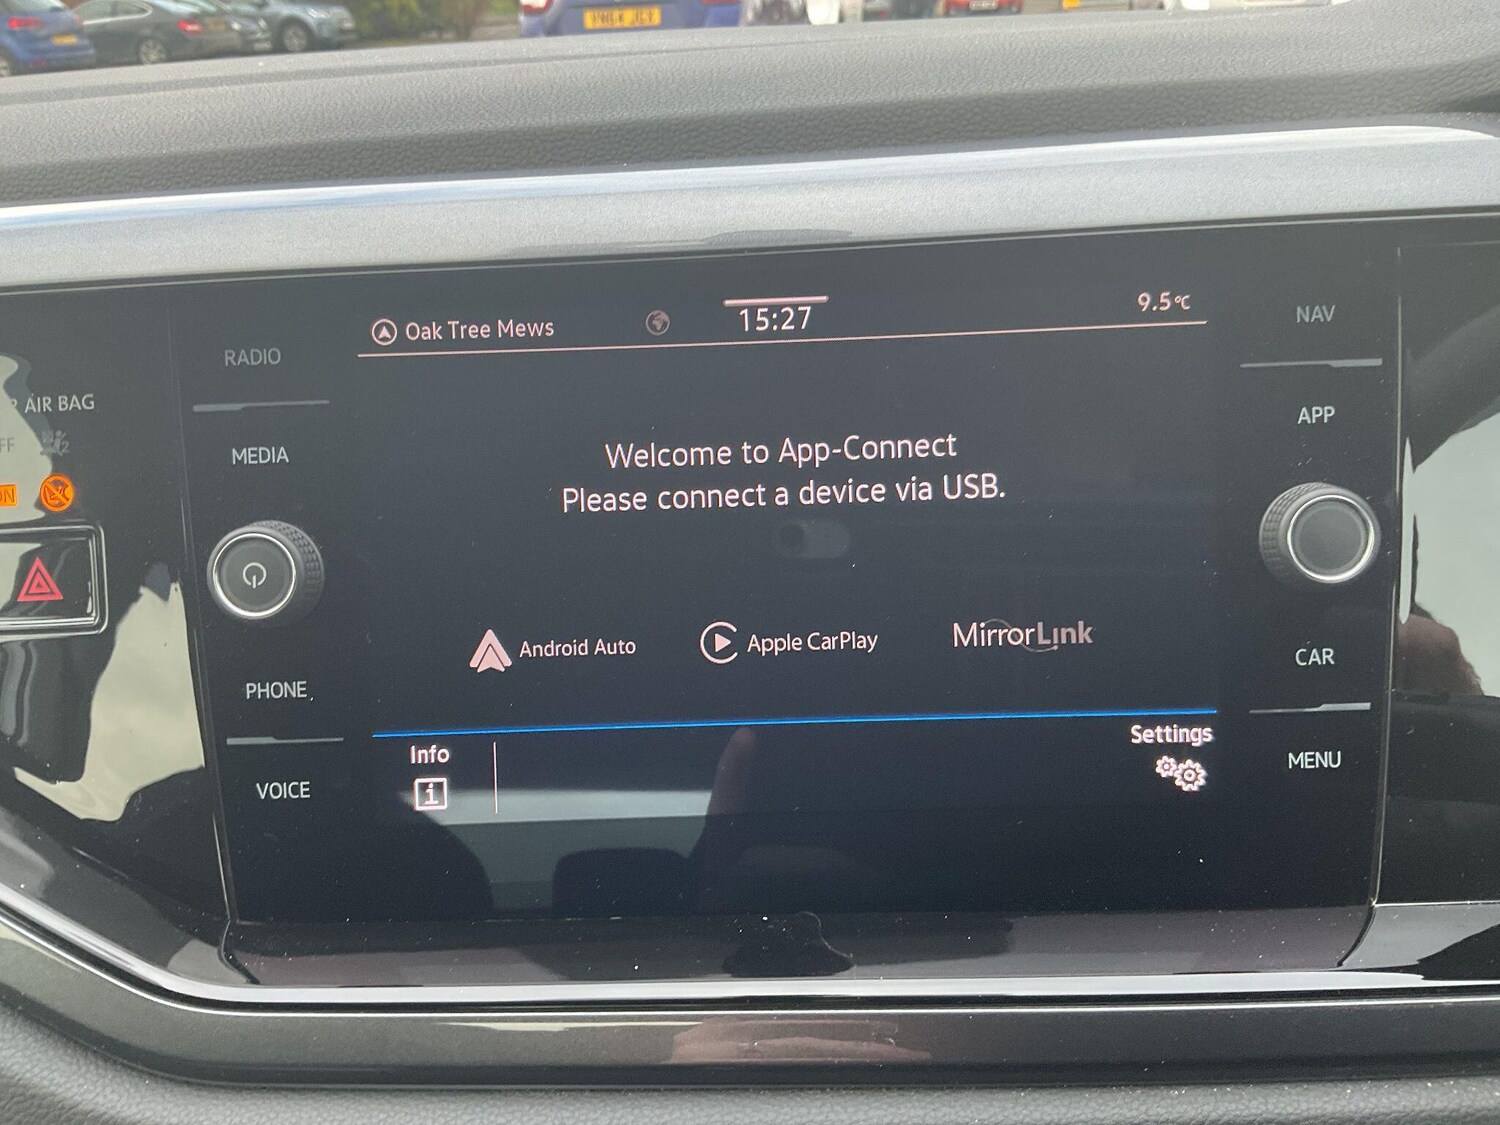 Oak Tree Mews
15:27
9.5°C
NAV
RADIO
AIR BAG
APP
MEDIA
Welcome to App-Connect
Please connect a device via USB.
Android Auto
Apple CarPlay
MirrorLink
CAR
PHONE
Info
i
Settings
MENU
VOICE